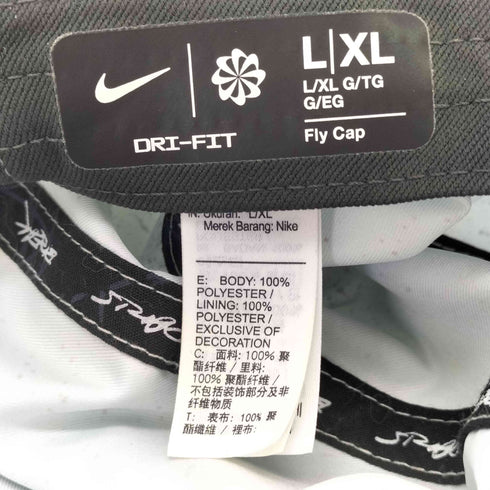 L|XL
L/XL G/TG
G/EG
DRI-FIT
Fly Cap
IN: Ukuran: L/XL
Merek Barang: Nike
E: BODY: 100%
POLYESTER /
LINING: 100%
POLYESTER /
EXCLUSIVE OF
DECORATION
C: 面料: 100% 聚
酯纤维 / 里料:
100% 聚酯纤维 /
不包括装饰部分及非
纤维物质
T: 表布: 100% 聚
酯纖維 / 裡布: